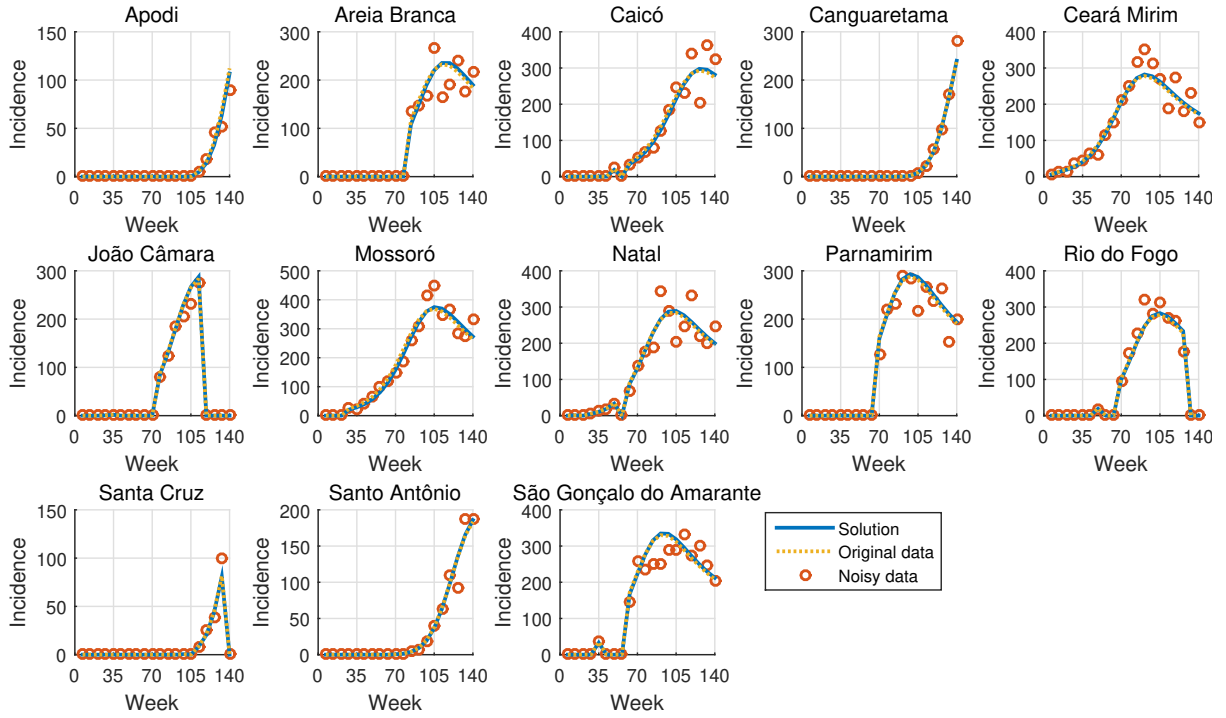 Apodi
150
100
50
0
Incidence
0 35 70 105 140
Week
Areia Branca
300
200
100
0
Incidence
0 35 70 105 140
Week
Caicó
400
300
200
100
0
Incidence
0 35 70 105 140
Week
Canguaretama
300
200
100
0
Incidence
0 35 70 105 140
Week
Ceará Mirim
400
300
200
100
0
Incidence
0 35 70 105 140
Week
João Câmara
300
200
100
0
Incidence
0 35 70 105 140
Week
Mossoró
500
400
300
200
100
0
Incidence
0 35 70 105 140
Week
Natal
400
300
200
100
0
Incidence
0 35 70 105 140
Week
Parnamirim
300
200
100
0
Incidence
0 35 70 105 140
Week
Rio do Fogo
400
300
200
100
0
Incidence
0 35 70 105 140
Week
Santa Cruz
150
100
50
0
Incidence
0 35 70 105 140
Week
Santo Antônio
200
150
100
50
0
Incidence
0 35 70 105 140
Week
São Gonçalo do Amarante
400
300
200
100
0
Incidence
0 35 70 105 140
Week
Solution
Original data
Noisy data